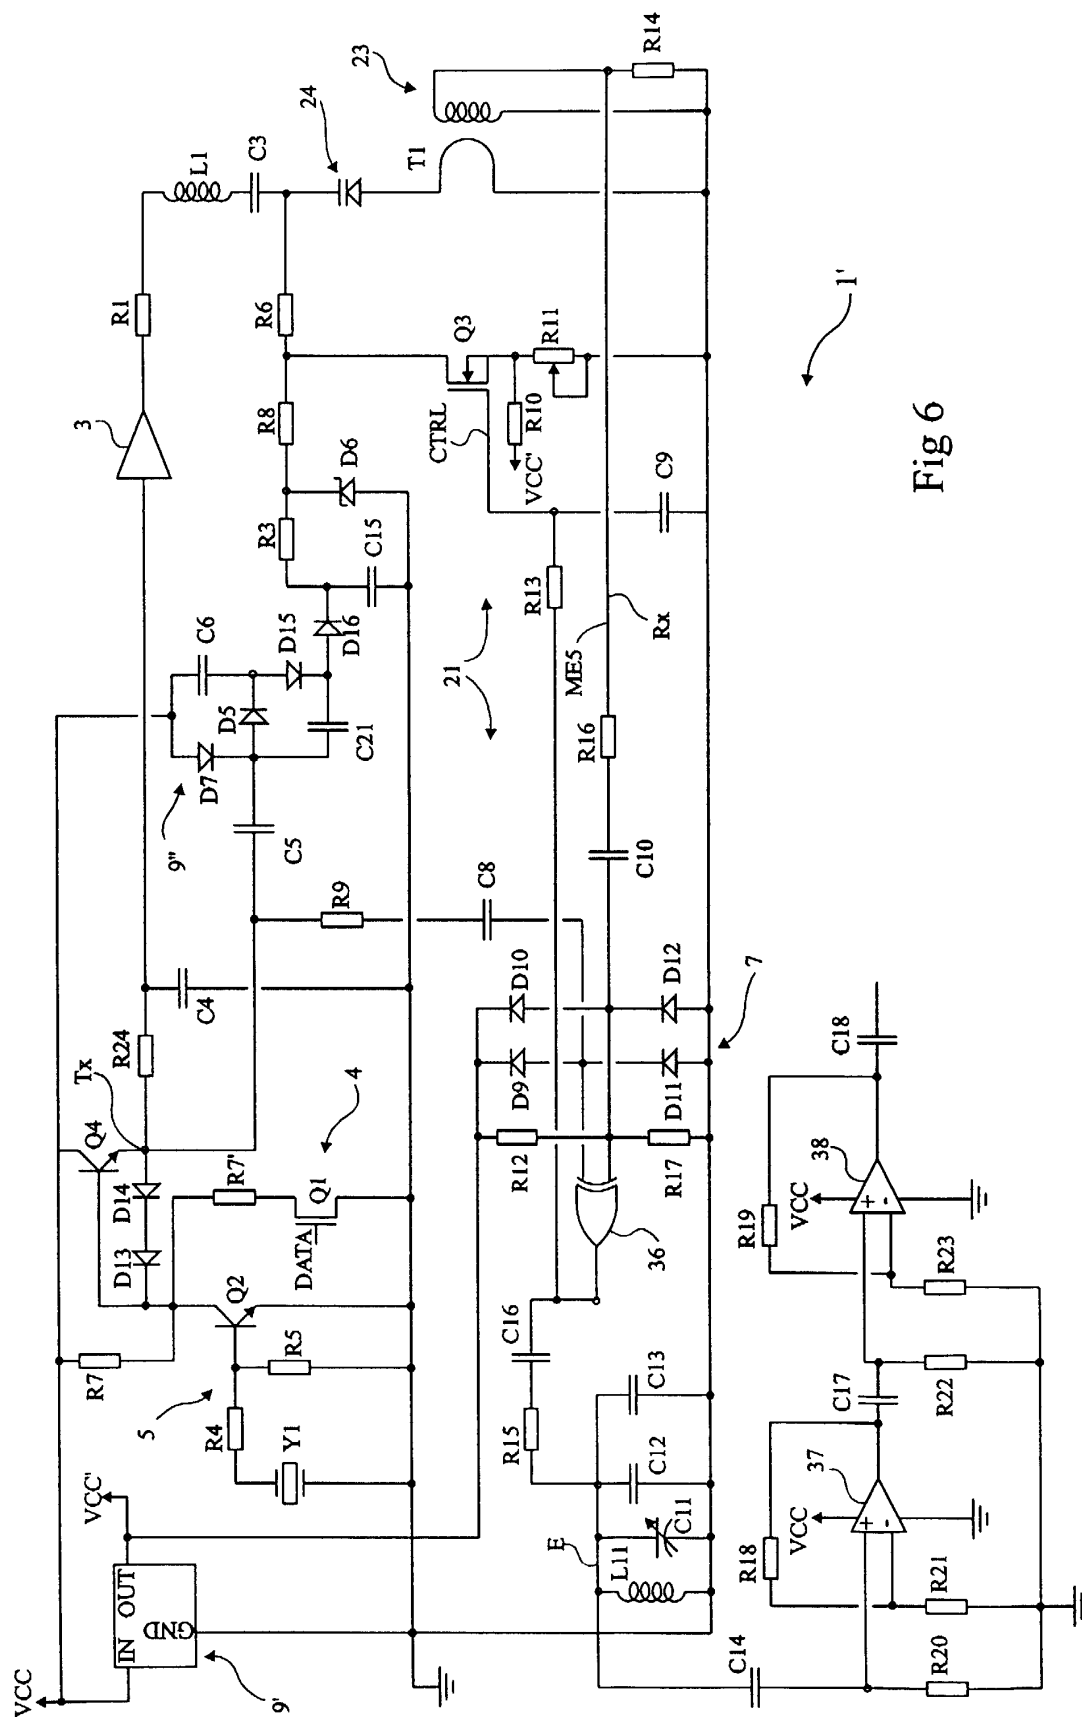 VCC
IN
OUT
GND
9'
VCC'
R7
5
R4
Y1
R5
Q2
D13
D14
Q4
Tx
R24
C4
DATA
Q1
R7'
4
R9
C8
C5
9"
D7
D5
C6
D15
C21
D16
C15
R3
D6
R8
3
R1
R6
L1
C3
24
T1
23
R14
CTRL
Q3
R10
R11
VCC'
C9
R13
21
ME5
Rx
R16
C10
D10
D9
D12
D11
7
R12
R17
36
C16
R15
C13
C12
C11
L11
E
C14
R20
R21
R18
VCC
37
+
-
C17
R22
R23
R19
VCC
38
+
-
C18
1'
Fig 6